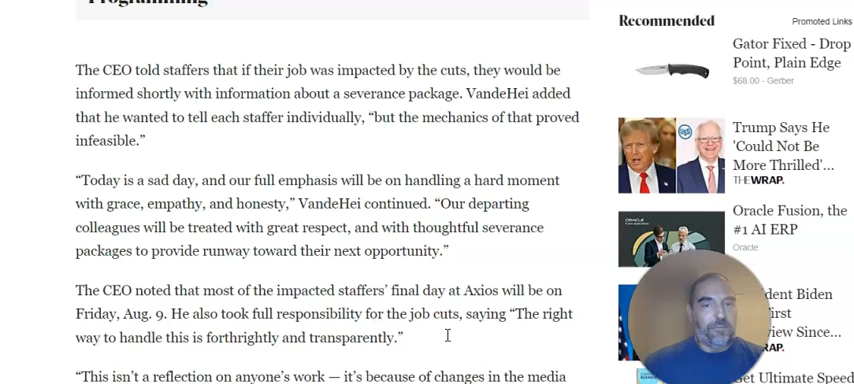 The CEO told staffers that if their job was impacted by the cuts, they would be
informed shortly with information about a severance package. VandeHei added
that he wanted to tell each staffer individually, “but the mechanics of that proved
infeasible.”
“Today is a sad day, and our full emphasis will be on handling a hard moment
with grace, empathy, and honesty,” VandeHei continued. “Our departing
colleagues will be treated with great respect, and with thoughtful severance
packages to provide runway toward their next opportunity.”
The CEO noted that most of the impacted staffers’ final day at Axios will be on
Friday, Aug. 9. He also took full responsibility for the job cuts, saying “The right
way to handle this is forthrightly and transparently.”
“This isn’t a reflection on anyone’s work — it’s because of changes in the media
Recommended
Promoted Links
Gator Fixed - Drop
Point, Plain Edge
$68.00 - Gerber
Trump Says He
'Could Not Be
More Thrilled'...
THEWRAP.
ORACLE
Oracle Fusion, the
#1 AI ERP
Oracle
Biden
Since...
RAP.
Ultimate Speed